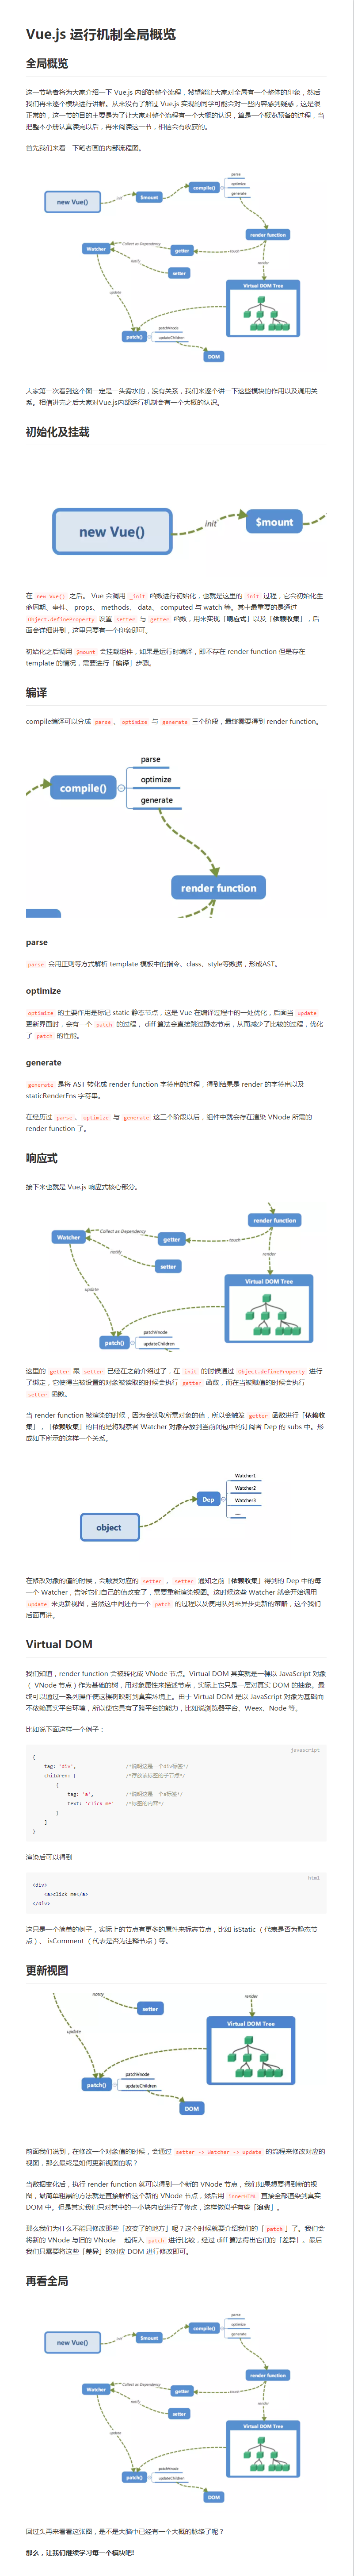 Vue.js 运行机制全局概览
全局概览
这一节笔者将为大家介绍一下 Vue.js 内部的整个流程，希望能让大家对全局有一个整体的印象，然后
我们再来逐个模块进行讲解。从来没有了解过 Vue.js 实现的同学可能会对一些内容感到疑惑，这是很
正常的，这一节的目的主要是为了让大家对整个流程有一个大概的认识，算是一个概览预备的过程，当
把整本小册认真读完以后，再来阅读这一节，相信会有收获的。
首先我们来看一下笔者画的内部流程图。
new Vue()
init
$mount
compile()
parse
optimize
generate
render function
Watcher
Collect as Dependency
getter
touch
notify
setter
render
update
Virtual DOM Tree
patch()
patchVnode
updateChildren
DOM
大家第一次看到这个图一定是一头雾水的，没有关系，我们来逐个讲一下这些模块的作用以及调用关
系。相信讲完之后大家对Vue.js内部运行机制会有一个大概的认识。
初始化及挂载
new Vue()
init
$mount
在 new Vue() 之后。 Vue 会调用 _init 函数进行初始化，也就是这里的 init 过程，它会初始化生
命周期、事件、 props、 methods、 data、 computed 与 watch 等。其中最重要的是通过
Object.defineProperty 设置 setter 与 getter 函数，用来实现「响应式」以及「依赖收集」，后
面会详细讲到，这里只要有一个印象即可。
初始化之后调用 $mount 会挂载组件，如果是运行时编译，即不存在 render function 但是存在
template 的情况，需要进行「编译」步骤。
编译
compile编译可以分成 parse、 optimize 与 generate 三个阶段，最终需要得到 render function。
compile()
parse
optimize
generate
render function
parse
parse 会用正则等方式解析 template 模板中的指令、class、style等数据，形成AST。
optimize
optimize 的主要作用是标记 static 静态节点，这是 Vue 在编译过程中的一处优化，后面当 update
更新界面时，会有一个 patch 的过程， diff 算法会直接跳过静态节点，从而减少了比较的过程，优化
了 patch 的性能。
generate
generate 是将 AST 转化成 render function 字符串的过程，得到结果是 render 的字符串以及
staticRenderFns 字符串。
在经历过 parse、 optimize 与 generate 这三个阶段以后，组件中就会存在渲染 VNode 所需的
render function 了。
响应式
接下来也就是 Vue.js 响应式核心部分。
render function
Watcher
Collect as Dependency
getter
touch
notify
setter
render
update
Virtual DOM Tree
patch()
patchVnode
updateChildren
这里的 getter 跟 setter 已经在之前介绍过了，在 init 的时候通过 Object.defineProperty 进行
了绑定，它使得当被设置的对象被读取的时候会执行 getter 函数，而在当被赋值的时候会执行
setter 函数。
当 render function 被渲染的时候，因为会读取所需对象的值，所以会触发 getter 函数进行「依赖收
集」，「依赖收集」的目的是将观察者 Watcher 对象存放到当前闭包中的订阅者 Dep 的 subs 中。形
成如下所示的这样一个关系。
object
Dep
Watcher1
Watcher2
Watcher3
...
在修改对象的值的时候，会触发对应的 setter， setter 通知之前「依赖收集」得到的 Dep 中的每
一个 Watcher，告诉它们自己的值改变了，需要重新渲染视图。这时候这些 Watcher 就会开始调用
update 来更新视图，当然这中间还有一个 patch 的过程以及使用队列来异步更新的策略，这个我们
后面再讲。
Virtual DOM
我们知道，render function 会被转化成 VNode 节点。Virtual DOM 其实就是一棵以 JavaScript 对象
（ VNode 节点）作为基础的树，用对象属性来描述节点，实际上它只是一层对真实 DOM 的抽象。最
终可以通过一系列操作使这棵树映射到真实环境上。由于 Virtual DOM 是以 JavaScript 对象为基础而
不依赖真实平台环境，所以使它具有了跨平台的能力，比如说浏览器平台、Weex、Node 等。
比如说下面这样一个例子：
javascript
{
tag: 'div', /*说明这是一个div标签*/
children: [ /*存放该标签的子节点*/
{
tag: 'a', /*说明这是一个a标签*/
text: 'click me' /*标签的内容*/
}
]
}
渲染后可以得到
html
<div>
<a>click me</a>
</div>
这只是一个简单的例子，实际上的节点有更多的属性来标志节点，比如 isStatic （代表是否为静态节
点）、 isComment （代表是否为注释节点）等。
更新视图
notify
setter
render
update
Virtual DOM Tree
patch()
patchVnode
updateChildren
DOM
前面我们说到，在修改一个对象值的时候，会通过 setter -> Watcher -> update 的流程来修改对应的
视图，那么最终是如何更新视图的呢？
当数据变化后，执行 render function 就可以得到一个新的 VNode 节点，我们如果想要得到新的视
图，最简单粗暴的方法就是直接解析这个新的 VNode 节点，然后用 innerHTML 直接全部渲染到真实
DOM 中。但是其实我们只对其中的一小块内容进行了修改，这样做似乎有些「浪费」。
那么我们为什么不能只修改那些「改变了的地方」呢？这个时候就要介绍我们的「patch」了。我们会
将新的 VNode 与旧的 VNode 一起传入 patch 进行比较，经过 diff 算法得出它们的「差异」。最后
我们只需要将这些「差异」的对应 DOM 进行修改即可。
再看全局
new Vue()
init
$mount
compile()
parse
optimize
generate
render function
Watcher
Collect as Dependency
getter
touch
notify
setter
render
update
Virtual DOM Tree
patch()
patchVnode
updateChildren
DOM
回过头再来看看这张图，是不是大脑中已经有一个大概的脉络了呢？
那么，让我们继续学习每一个模块吧!